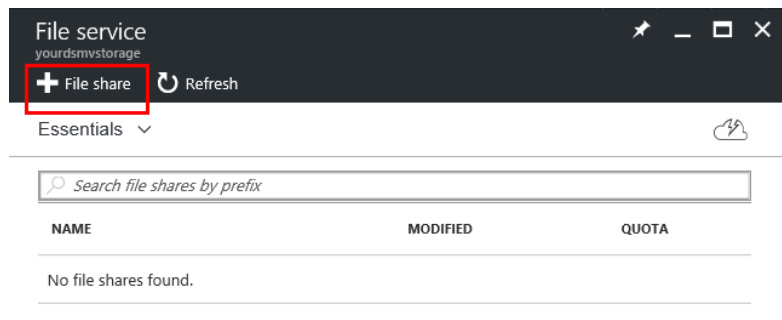 File service
yourdsmvstorage
File share Refresh
Essentials
Search file shares by prefix
NAME MODIFIED QUOTA
No file shares found.